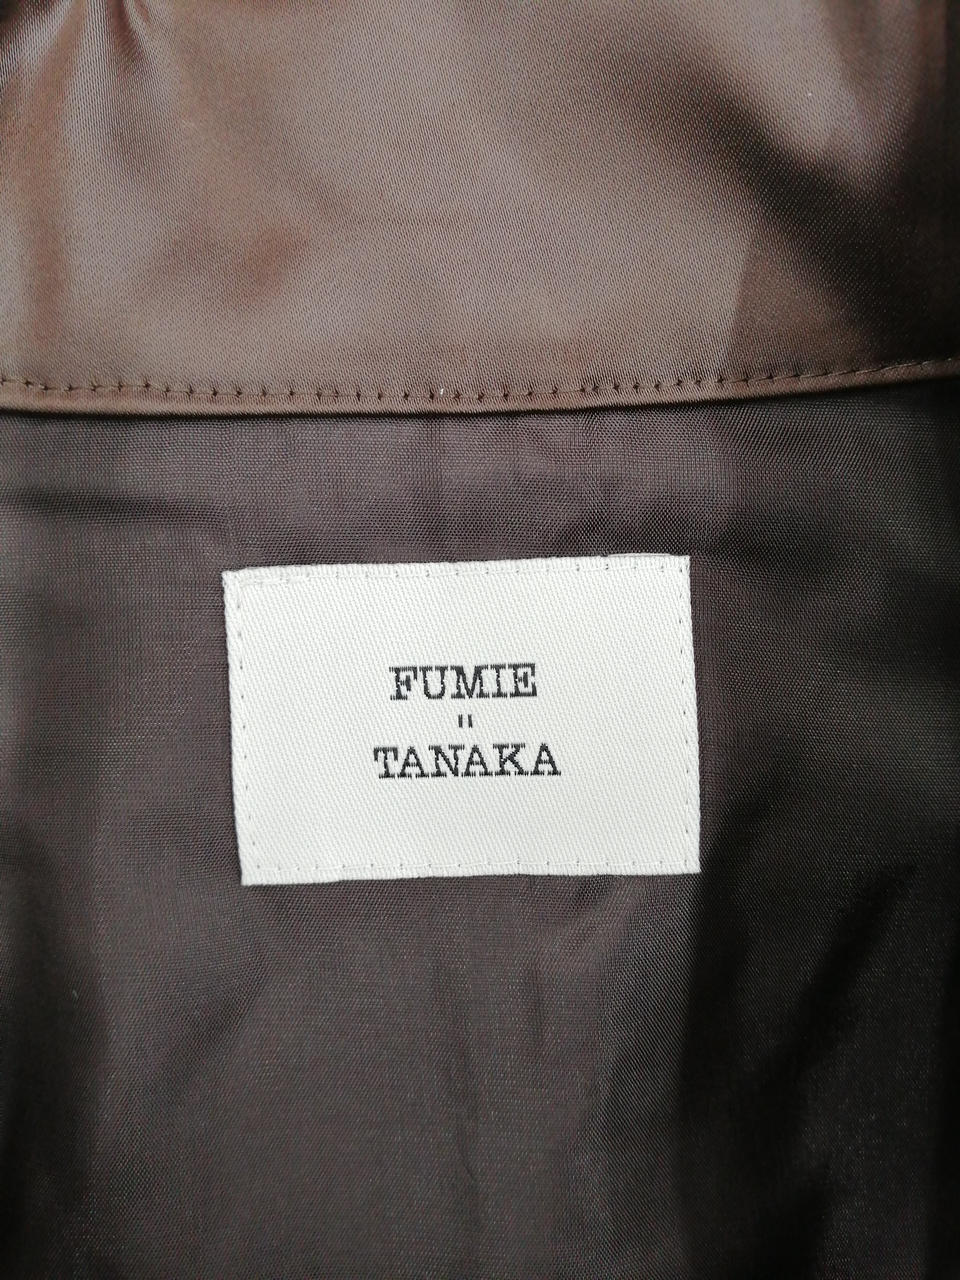 FUMIE
"
TANAKA